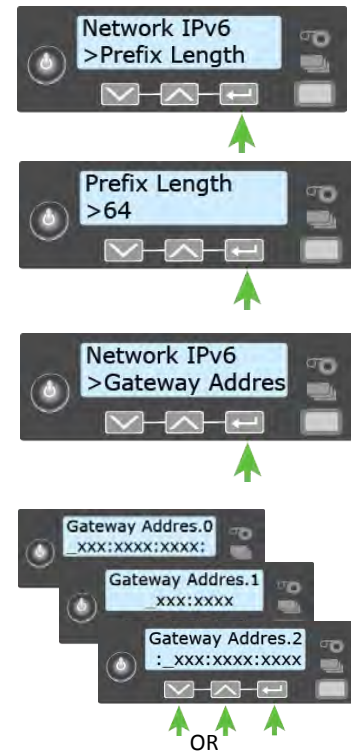 Network IPv6
>Prefix Length
Prefix Length
>64
Network IPv6
>Gateway Addres
Gateway Addres.0
_xxx:xxxx:xxxx:
Gateway Addres.1
_xxx:xxxx
Gateway Addres.2
:_xxx:xxxx:xxxx
OR